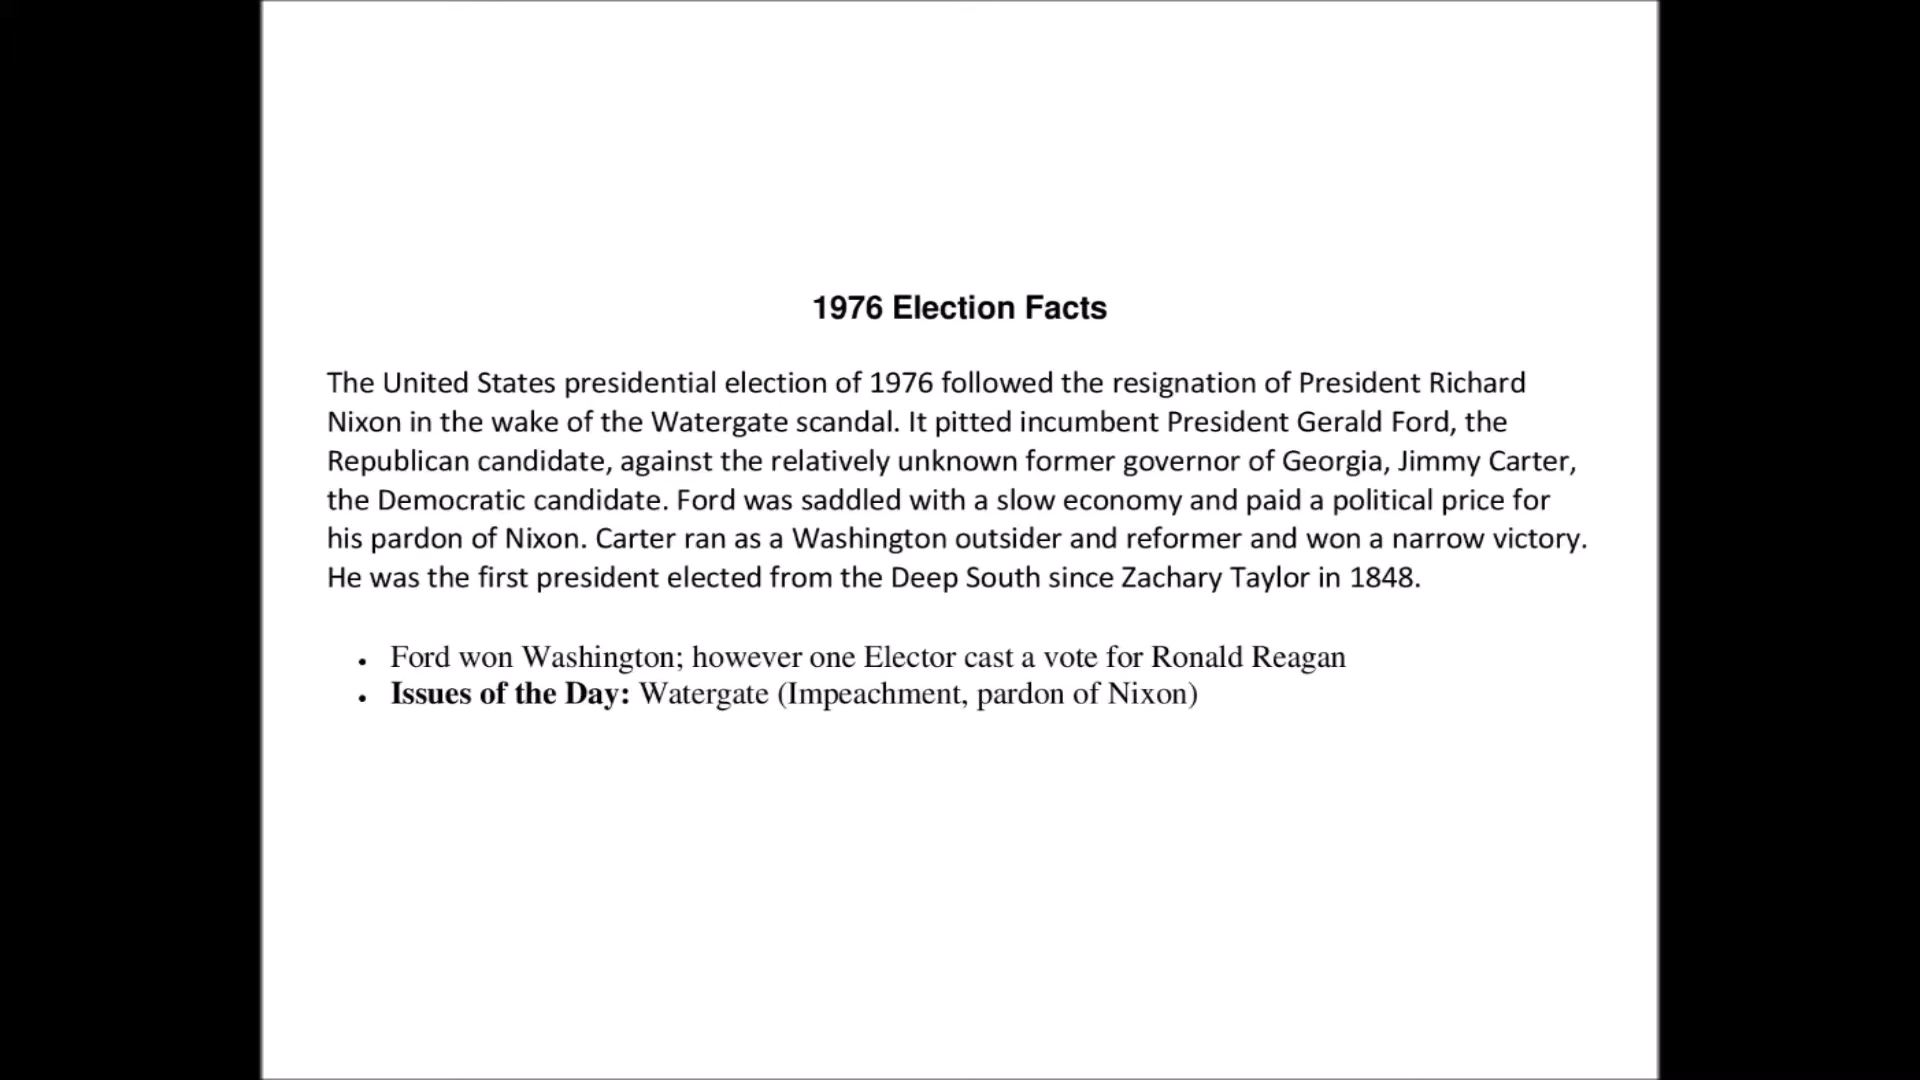 1976 Election Facts
The United States presidential election of 1976 followed the resignation of President Richard
Nixon in the wake of the Watergate scandal. It pitted incumbent President Gerald Ford, the
Republican candidate, against the relatively unknown former governor of Georgia, Jimmy Carter,
the Democratic candidate. Ford was saddled with a slow economy and paid a political price for
his pardon of Nixon. Carter ran as a Washington outsider and reformer and won a narrow victory.
He was the first president elected from the Deep South since Zachary Taylor in 1848.
• Ford won Washington; however one Elector cast a vote for Ronald Reagan
• Issues of the Day: Watergate (Impeachment, pardon of Nixon)